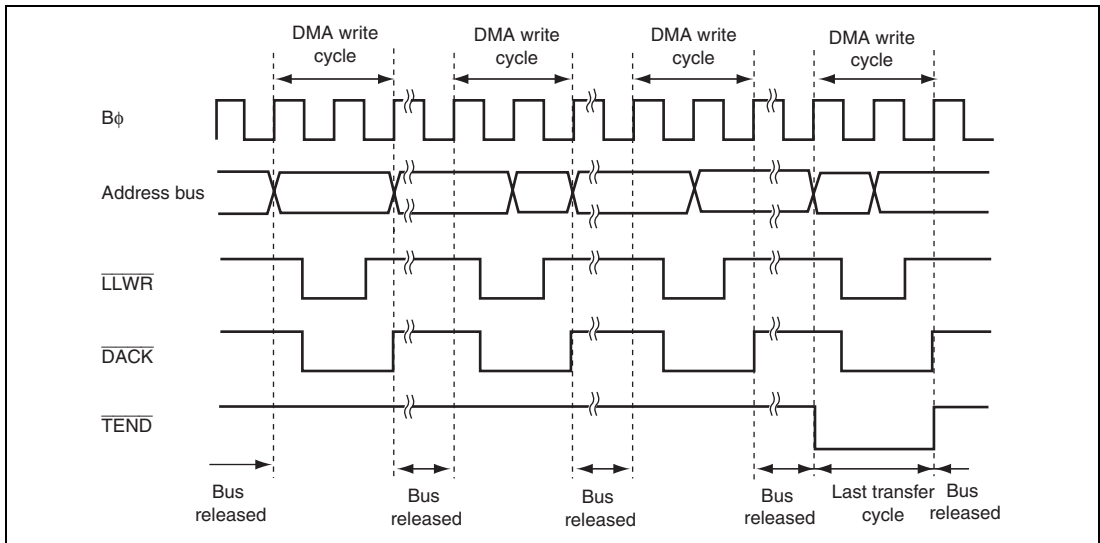 DMA write
cycle
DMA write
cycle
DMA write
cycle
DMA write
cycle
Bφ
Address bus
LLWR
DACK
TEND
Bus
released
Bus
released
Bus
released
Bus
released
Last transfer
cycle
Bus
released